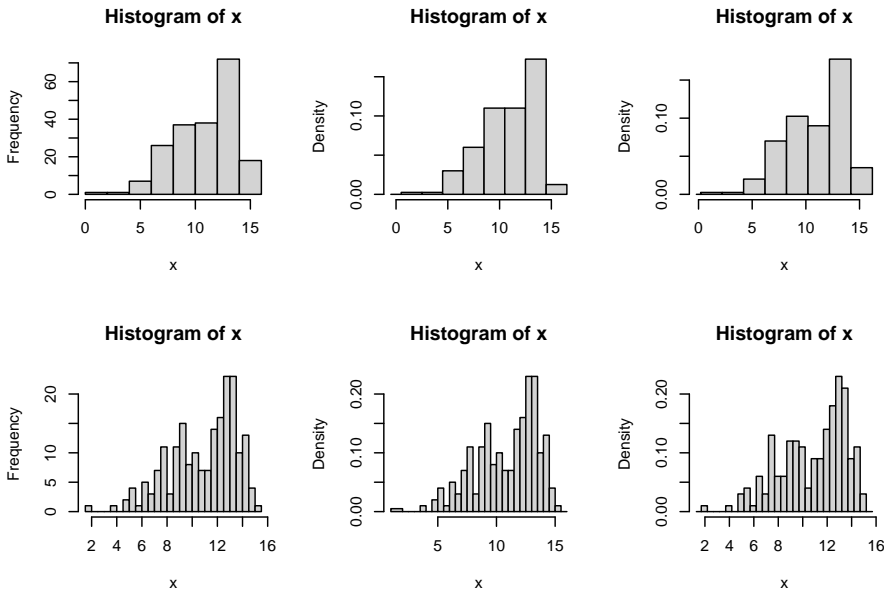 Histogram of x
Frequency
0 20 40 60
0 5 10 15
x
Histogram of x
Density
0.00 0.10
0 5 10 15
x
Histogram of x
Density
0.00 0.10
0 5 10 15
x
Histogram of x
Frequency
0 5 10 20
2 4 6 8 12 16
x
Histogram of x
Density
0.00 0.10 0.20
5 10 15
x
Histogram of x
Density
0.00 0.10 0.20
2 4 6 8 12 16
x